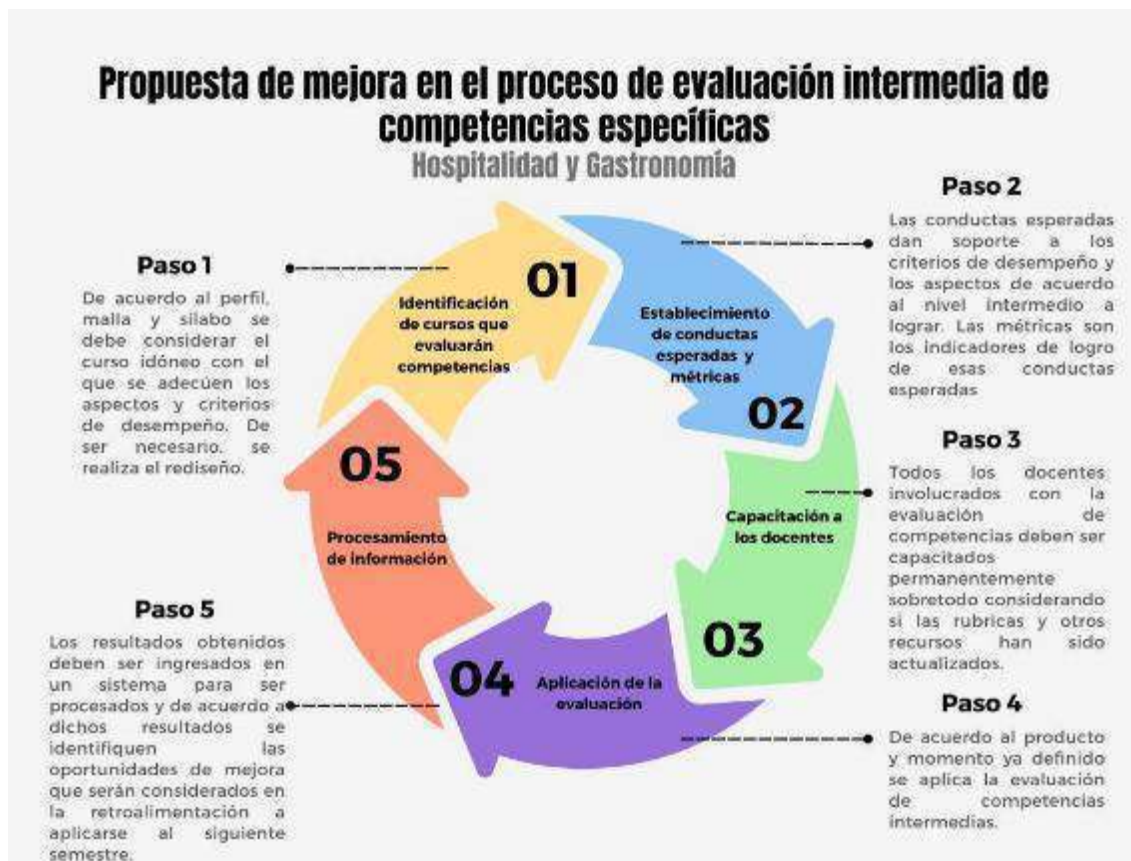 Propuesta de mejora en el proceso de evaluación intermedia de
competencias específicas
Hospitalidad y Gastronomía
Paso 1
De acuerdo al perfil,
malla y sílabo se
debe considerar el
curso idóneo con el
que se adecúen los
aspectos y criterios
de desempeño. De
ser necesario, se
realiza el rediseño.
01
Identificación
de cursos que
evaluarán
competencias
Paso 2
Las conductas esperadas
dan soporte a los
criterios de desempeño y
los aspectos de acuerdo
al nivel intermedio a
lograr. Las métricas son
los indicadores de logro
de esas conductas
esperadas
Establecimiento
de conductas
esperadas y
métricas
02
Paso 3
Todos los docentes
involucrados con la
evaluación de
competencias deben ser
capacitados
permanentemente
sobretodo considerando
si las rubricas y otros
recursos han sido
actualizados.
Capacitación a
los docentes
03
Paso 4
De acuerdo al producto
y momento ya definido
se aplica la evaluación
de competencias
intermedias.
04
Aplicación de la
evaluación
Paso 5
Los resultados obtenidos
deben ser ingresados en
un sistema para ser
procesados y de acuerdo a
dichos resultados se
identifiquen las
oportunidades de mejora
que serán considerados en
la retroalimentación a
aplicarse al siguiente
semestre.
05
Procesamiento
de información